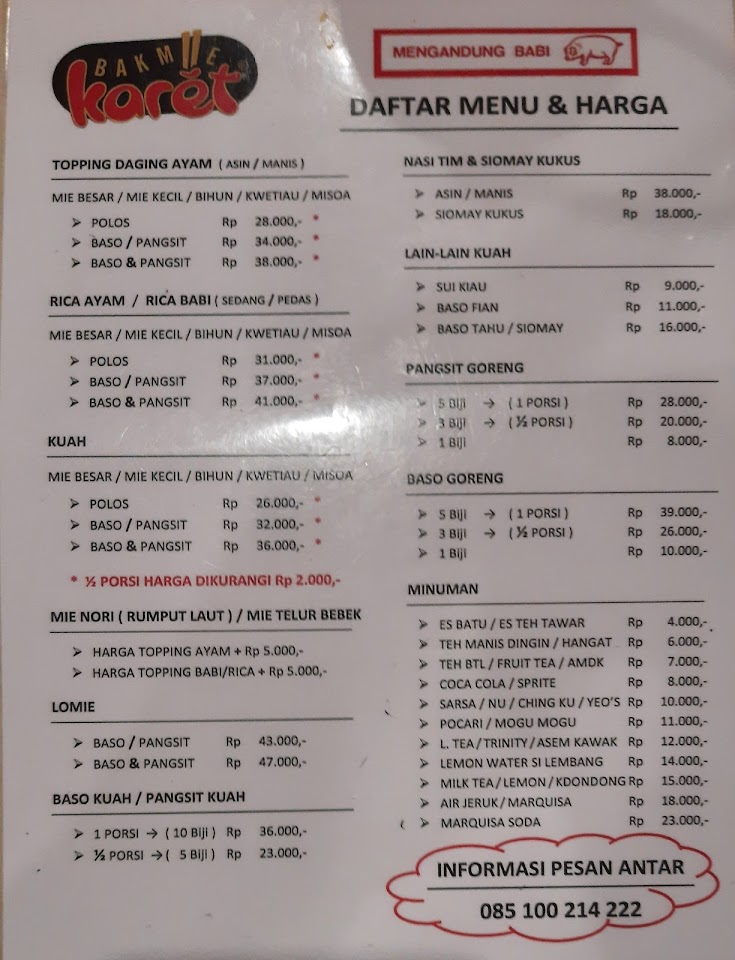 BAKMIE
karët
MENGANDUNG BABI
DAFTAR MENU & HARGA
TOPPING DAGING AYAM ( ASIN / MANIS )
MIE BESAR / MIE KECIL / BIHUN / KWETIAU / MISOA
➢ POLOS Rp 28.000,- *
➢ BASO / PANGSIT Rp 34.000,- *
➢ BASO & PANGSIT Rp 38.000,- *
RICA AYAM / RICA BABI ( SEDANG / PEDAS )
MIE BESAR / MIE KECIL / BIHUN / KWETIAU / MISOA
➢ POLOS Rp 31.000,- *
➢ BASO / PANGSIT Rp 37.000,- *
➢ BASO & PANGSIT Rp 41.000,- *
KUAH
MIE BESAR / MIE KECIL / BIHUN / KWETIAU / MISOA
➢ POLOS Rp 26.000,- *
➢ BASO / PANGSIT Rp 32.000,- *
➢ BASO & PANGSIT Rp 36.000,- *
* ½ PORSI HARGA DIKURANGI Rp 2.000,-
MIE NORI ( RUMPUT LAUT ) / MIE TELUR BEBEK
➢ HARGA TOPPING AYAM + Rp 5.000,-
➢ HARGA TOPPING BABI/RICA + Rp 5.000,-
LOMIE
➢ BASO / PANGSIT Rp 43.000,-
➢ BASO & PANGSIT Rp 47.000,-
BASO KUAH / PANGSIT KUAH
➢ 1 PORSI → ( 10 Biji ) Rp 36.000,-
➢ ½ PORSI → ( 5 Biji ) Rp 23.000,-
NASI TIM & SIOMAY KUKUS
➢ ASIN / MANIS Rp 38.000,-
➢ SIOMAY KUKUS Rp 18.000,-
LAIN-LAIN KUAH
➢ SUI KIAU Rp 9.000,-
➢ BASO FIAN Rp 11.000,-
➢ BASO TAHU / SIOMAY Rp 16.000,-
PANGSIT GORENG
➢ 5 Biji → ( 1 PORSI ) Rp 28.000,-
➢ 3 Biji → ( ½ PORSI ) Rp 20.000,-
➢ 1 Biji Rp 8.000,-
BASO GORENG
➢ 5 Biji → ( 1 PORSI ) Rp 39.000,-
➢ 3 Biji → ( ½ PORSI ) Rp 26.000,-
➢ 1 Biji Rp 10.000,-
MINUMAN
➢ ES BATU / ES TEH TAWAR Rp 4.000,-
➢ TEH MANIS DINGIN / HANGAT Rp 6.000,-
➢ TEH BTL / FRUIT TEA / AMDK Rp 7.000,-
➢ COCA COLA / SPRITE Rp 8.000,-
➢ SARSA / NU / CHING KU / YEO'S Rp 10.000,-
➢ POCARI / MOGU MOGU Rp 11.000,-
➢ L. TEA / TRINITY / ASEM KAWAK Rp 12.000,-
➢ LEMON WATER SI LEMBANG Rp 14.000,-
➢ MILK TEA / LEMON / KDONDONG Rp 15.000,-
➢ AIR JERUK / MARQUISA Rp 18.000,-
➢ MARQUISA SODA Rp 23.000,-
INFORMASI PESAN ANTAR
085 100 214 222